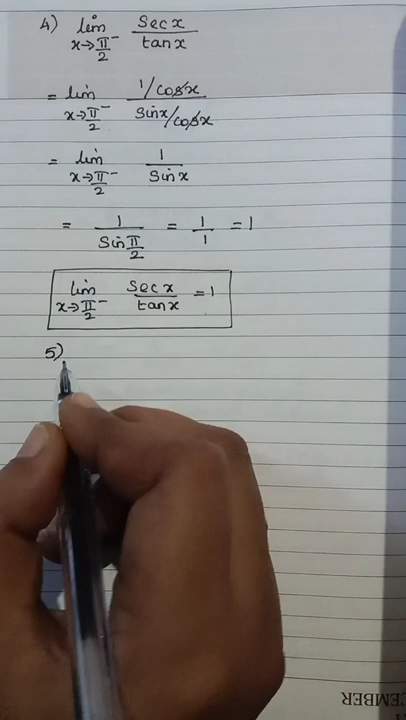 4) lim x→π/2⁻ sec x / tan x
= lim x→π/2⁻ 1/cos x / sin x/cos x
= lim x→π/2⁻ 1 / sin x
= 1 / sin π/2 = 1/1 = 1
lim x→π/2⁻ sec x / tan x = 1
5)
CEMBER